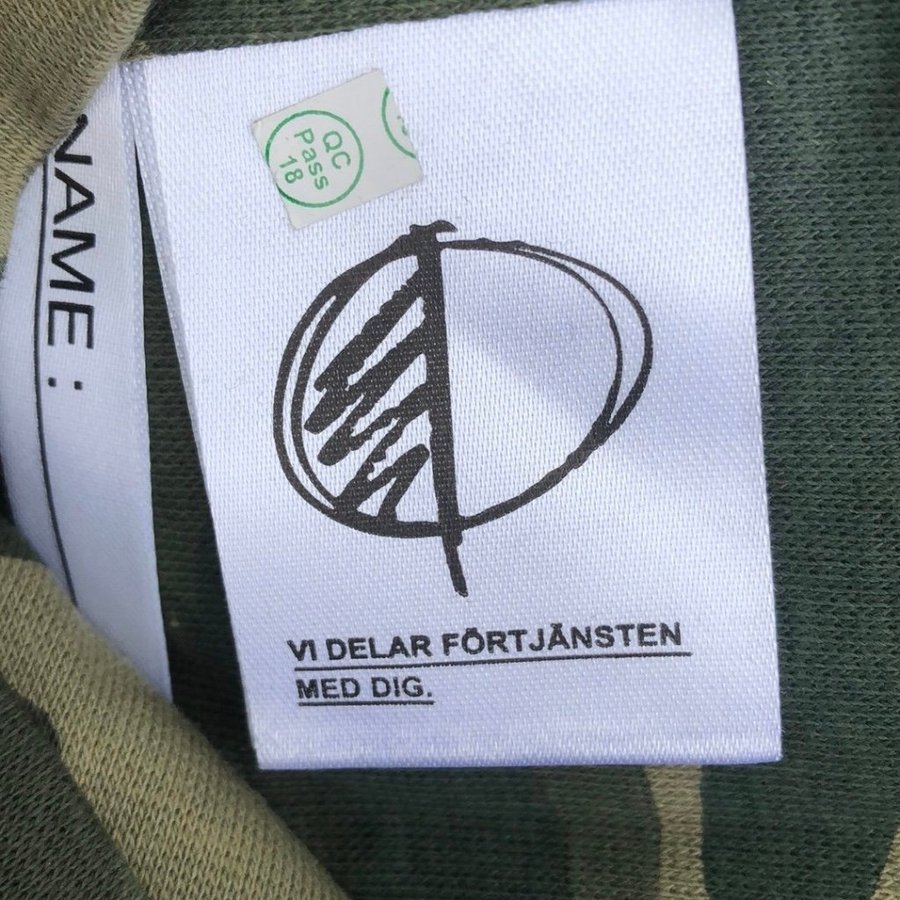 NAME:
QC
Pass
18
VI DELAR FÖRTJÄNSTEN
MED DIG.